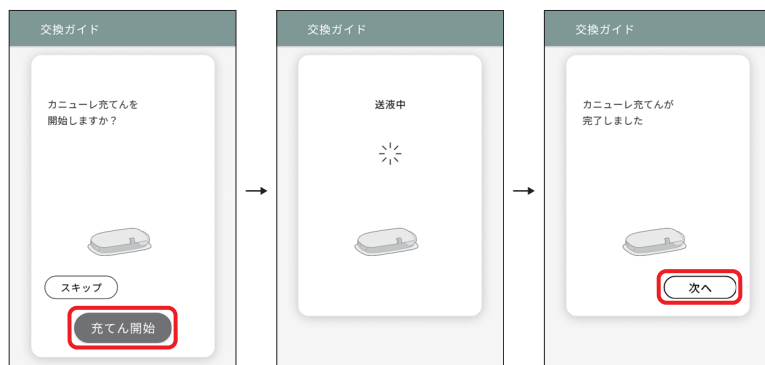 交換ガイド
カニューレ充てんを
開始しますか？
スキップ
充てん開始
→
交換ガイド
送液中
→
交換ガイド
カニューレ充てんが
完了しました
次へ